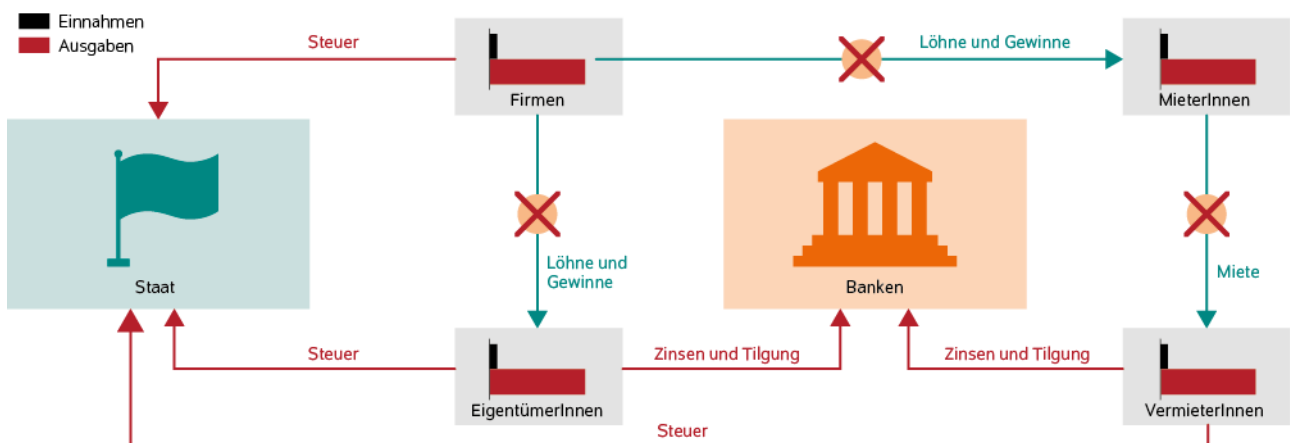 Einnahmen
Ausgaben
Steuer
Löhne und Gewinne
Firmen
MieterInnen
Staat
Löhne und
Gewinne
Banken
Miete
Steuer
Zinsen und Tilgung
Zinsen und Tilgung
EigentümerInnen
VermieterInnen
Steuer